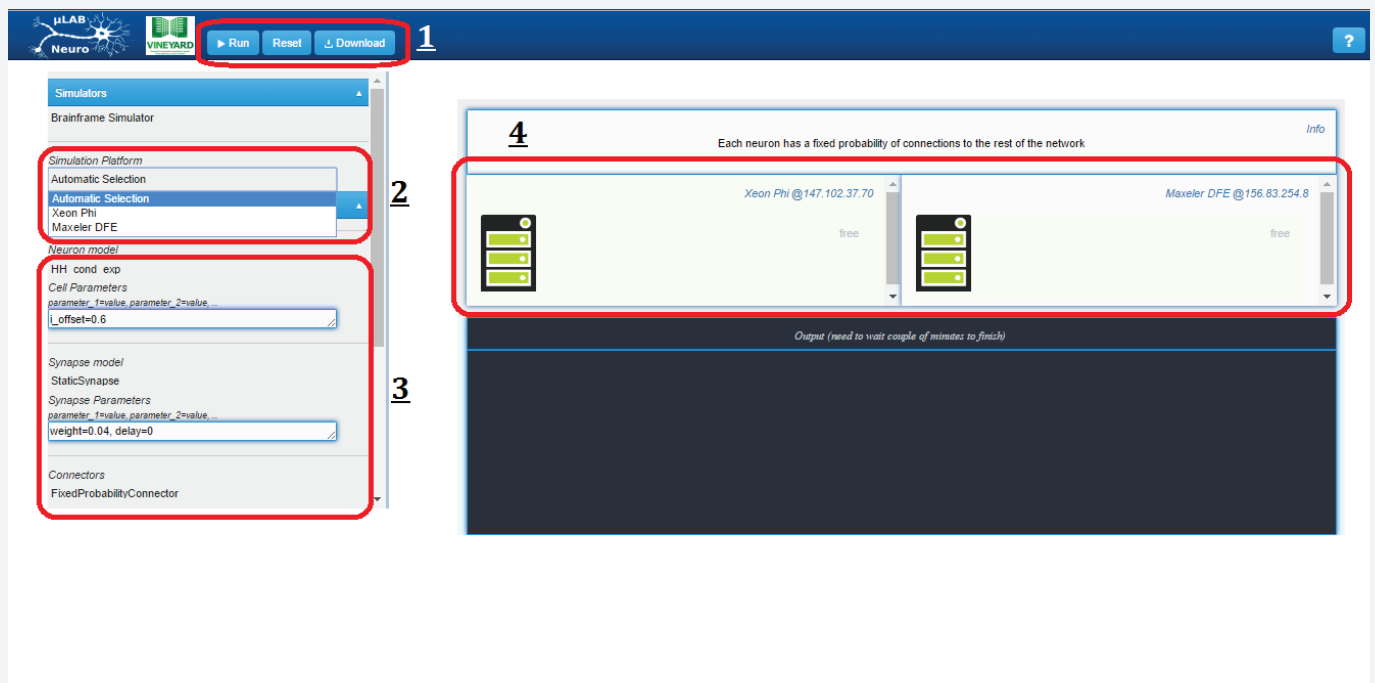 µLAB
Neuro
VINEYARD
Run Reset Download
1
?
Simulators
Brainframe Simulator
Simulation Platform
Automatic Selection
Automatic Selection
Xeon Phi
Maxeler DFE
2
Neuron model
HH_cond_exp
Cell Parameters
parameter_1=value, parameter_2=value, ...
i_offset=0.6
Synapse model
StaticSynapse
3
Synapse Parameters
parameter_1=value, parameter_2=value, ...
weight=0.04, delay=0
Connectors
FixedProbabilityConnector
4
Info
Each neuron has a fixed probability of connections to the rest of the network
Xeon Phi @147.102.37.70
free
Maxeler DFE @156.83.254.8
free
Output (need to wait couple of minutes to finish)